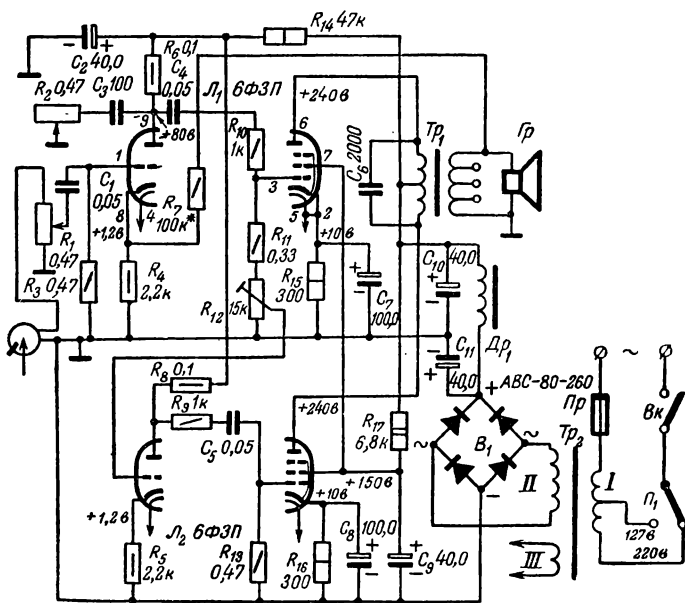 C₂ 40,0
R₁₄ 47к
R₆ 0,1
C₄
0,05
Л₁ 6Ф3П
R₂ 0,47
C₃ 100
9
+80в
+240в
6
Тр₁
Гр
R₁₀
1к
C₆ 2000
1
3
7
C₁
0,05
8
4
R₇
100к*
5
2
R₁
0,47
+1,2в
R₁₁
0,33
+10в
C₁₀
40,0
R₃ 0,47
R₄
2,2к
R₁₂
15к
R₁₅
300
C₇
100,0
Др₁
C₁₁
40,0
R₈ 0,1
R₉ 1к
C₅ 0,05
+240в
R₁₇
6,8к
АВС-80-260
Пр
Вк
Тр₂
В₁
I
II
П₁
+150в
+10в
+1,2в
Л₂ 6Ф3П
C₈ 100,0
127в
220в
III
R₅
2,2к
R₁₃
0,47
R₁₆
300
C₉ 40,0